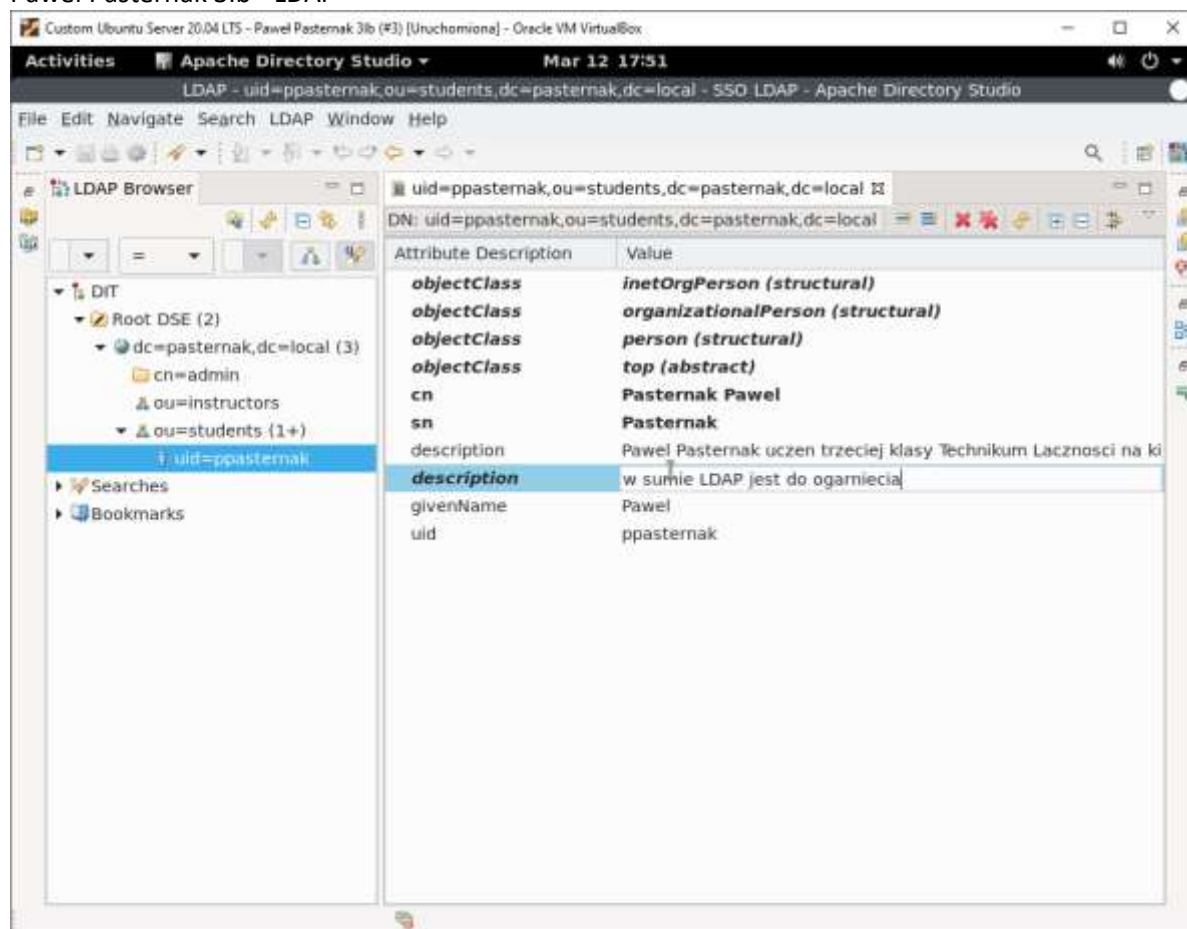 Paweł Pasternak 3lb - LDAP
Custom Ubuntu Server 20.04 LTS - Paweł Pasternak 3lb (#3) [Uruchomiona] - Oracle VM VirtualBox
Activities Apache Directory Studio Mar 12 17:51
LDAP - uid=ppasternak,ou=students,dc=pasternak,dc=local - SSO LDAP - Apache Directory Studio
File Edit Navigate Search LDAP Window Help
LDAP Browser
uid=ppasternak,ou=students,dc=pasternak,dc=local
DN: uid=ppasternak,ou=students,dc=pasternak,dc=local
=
DIT
Root DSE (2)
dc=pasternak,dc=local (3)
cn=admin
ou=instructors
ou=students (1+)
uid=ppasternak
Searches
Bookmarks
Attribute Description Value
objectClass inetOrgPerson (structural)
objectClass organizationalPerson (structural)
objectClass person (structural)
objectClass top (abstract)
cn Pasternak Pawel
sn Pasternak
description Pawel Pasternak uczen trzeciej klasy Technikum Lacznosci na ki
description w sumie LDAP jest do ogarniecia
givenName Pawel
uid ppasternak